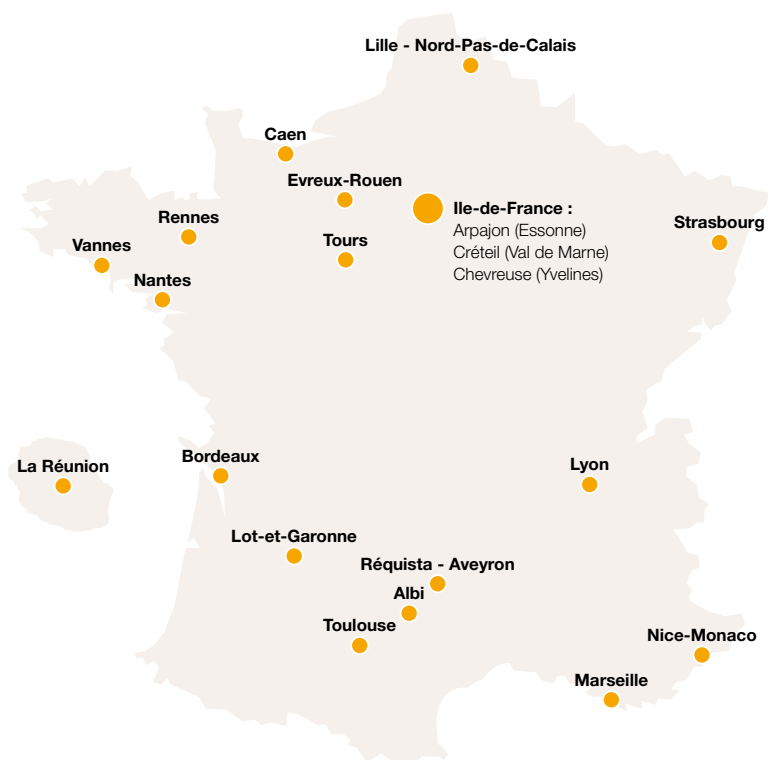 Lille - Nord-Pas-de-Calais
Caen
Evreux-Rouen
Ile-de-France :
Arpajon (Essonne)
Créteil (Val de Marne)
Chevreuse (Yvelines)
Rennes
Strasbourg
Tours
Vannes
Nantes
La Réunion
Bordeaux
Lyon
Lot-et-Garonne
Réquista - Aveyron
Albi
Toulouse
Nice-Monaco
Marseille